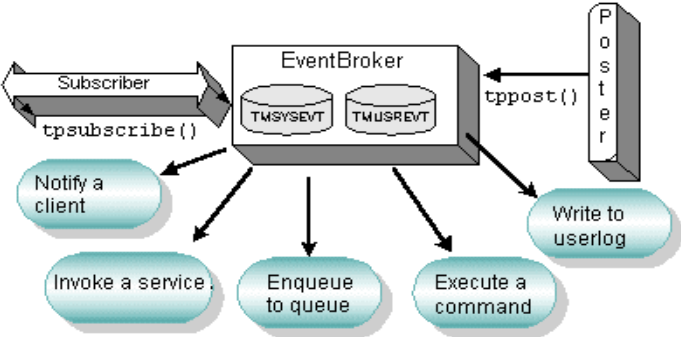 EventBroker
Subscriber
tpsubscribe()
TMSYSEVT
TMUSREVT
tppost()
Poster
Notify a
client
Write to
userlog
Invoke a service.
Enqueue
to queue
Execute a
command